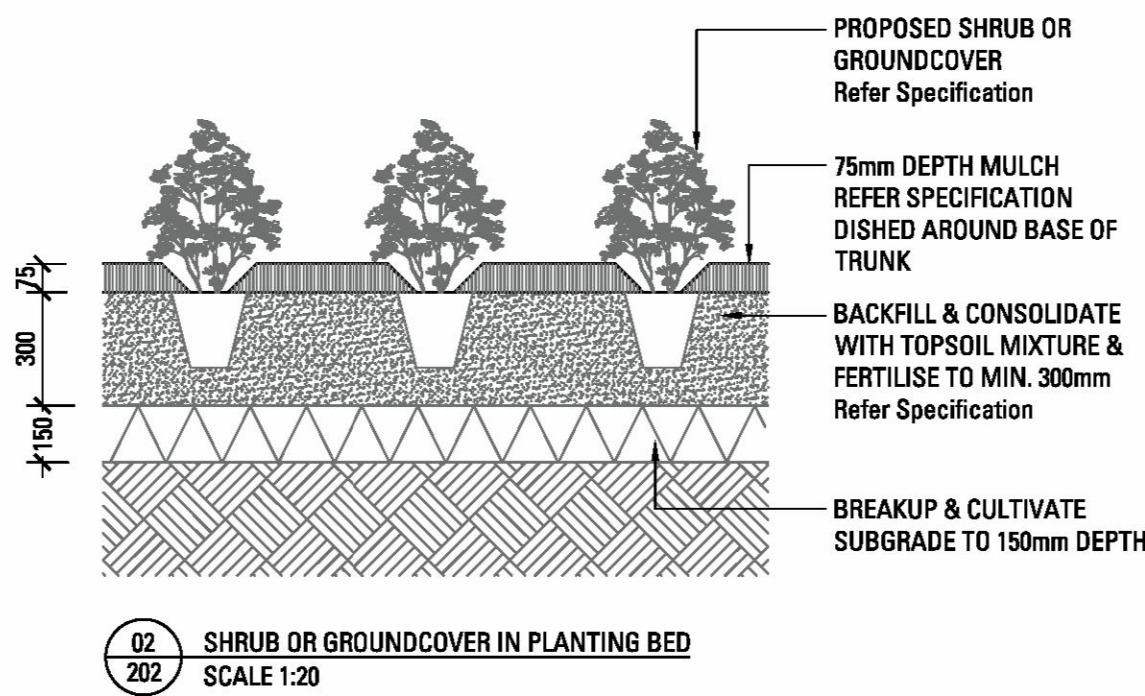 PROPOSED SHRUB OR
GROUNDCOVER
Refer Specification
75mm DEPTH MULCH
REFER SPECIFICATION
DISHED AROUND BASE OF
TRUNK
BACKFILL & CONSOLIDATE
WITH TOPSOIL MIXTURE &
FERTILISE TO MIN. 300mm
Refer Specification
BREAKUP & CULTIVATE
SUBGRADE TO 150mm DEPTH
75
300
150
02
202
SHRUB OR GROUNDCOVER IN PLANTING BED
SCALE 1:20